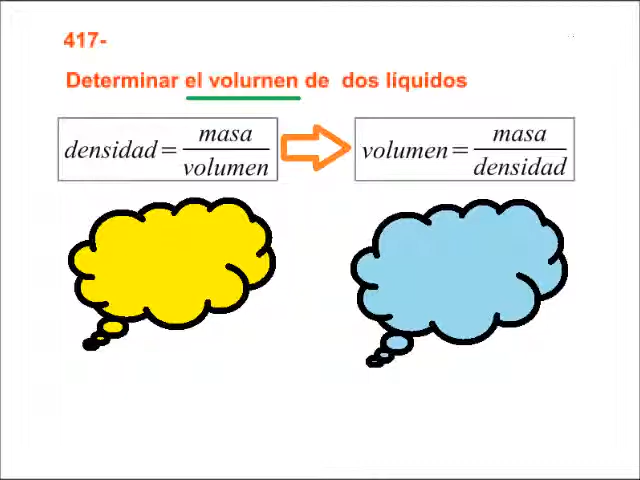 417-
Determinar el volurnen de dos líquidos
densidad = masa / volumen
volumen = masa / densidad